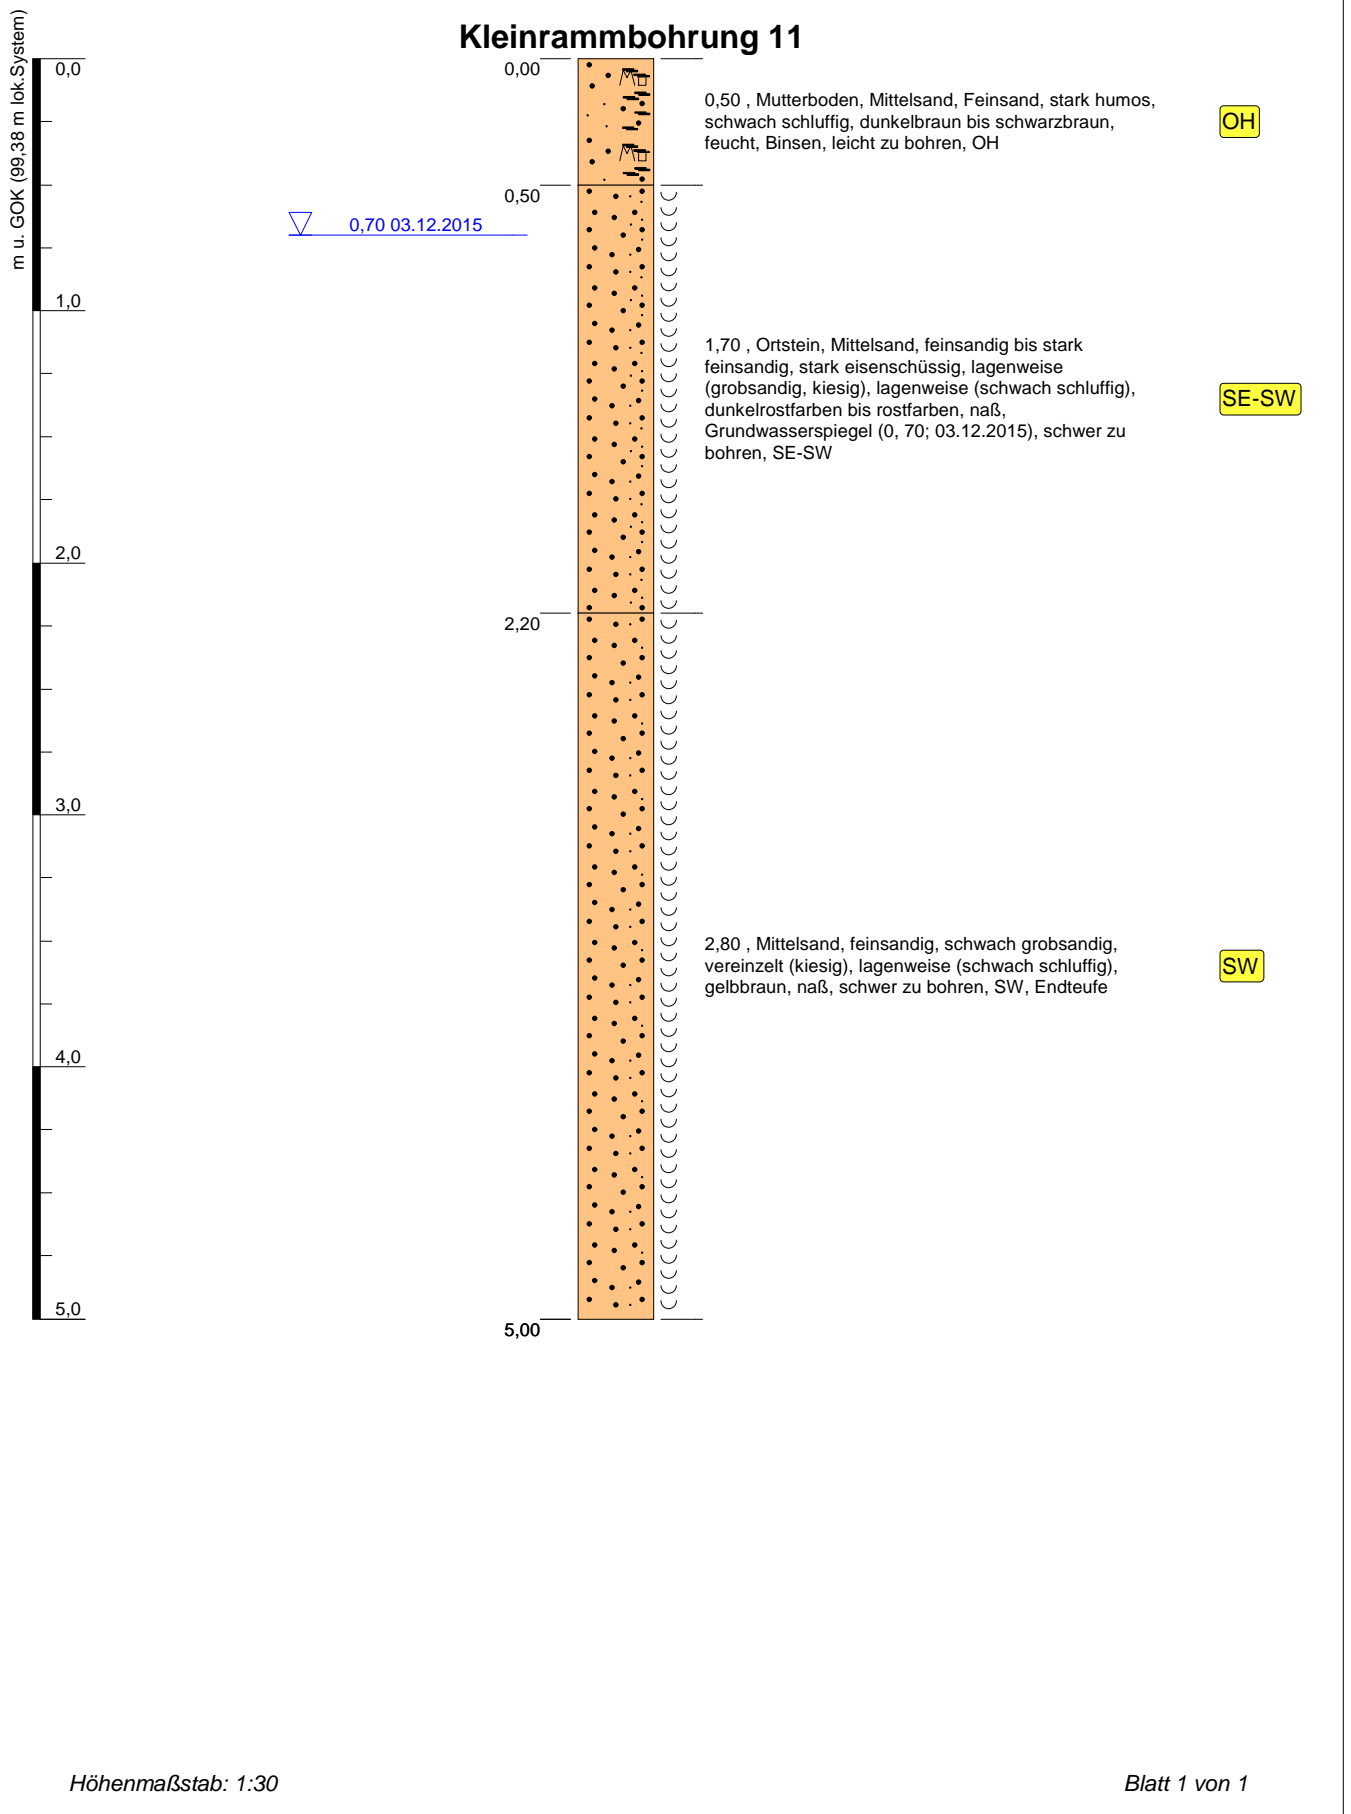 Kleinrammbohrung 11
m u. GOK (99,38 m lok.System)
0,0
0,00
0,50 , Mutterboden, Mittelsand, Feinsand, stark humos,
schwach schluffig, dunkelbraun bis schwarzbraun,
feucht, Binsen, leicht zu bohren, OH
OH
0,50
0,70 03.12.2015
1,0
1,70 , Ortstein, Mittelsand, feinsandig bis stark
feinsandig, stark eisenschüssig, lagenweise
(grobsandig, kiesig), lagenweise (schwach schluffig),
dunkelrostfarben bis rostfarben, naß,
Grundwasserspiegel (0, 70; 03.12.2015), schwer zu
bohren, SE-SW
SE-SW
2,0
2,20
3,0
2,80 , Mittelsand, feinsandig, schwach grobsandig,
vereinzelt (kiesig), lagenweise (schwach schluffig),
gelbbraun, naß, schwer zu bohren, SW, Endteufe
SW
4,0
5,0
5,00
Höhenmaßstab: 1:30
Blatt 1 von 1